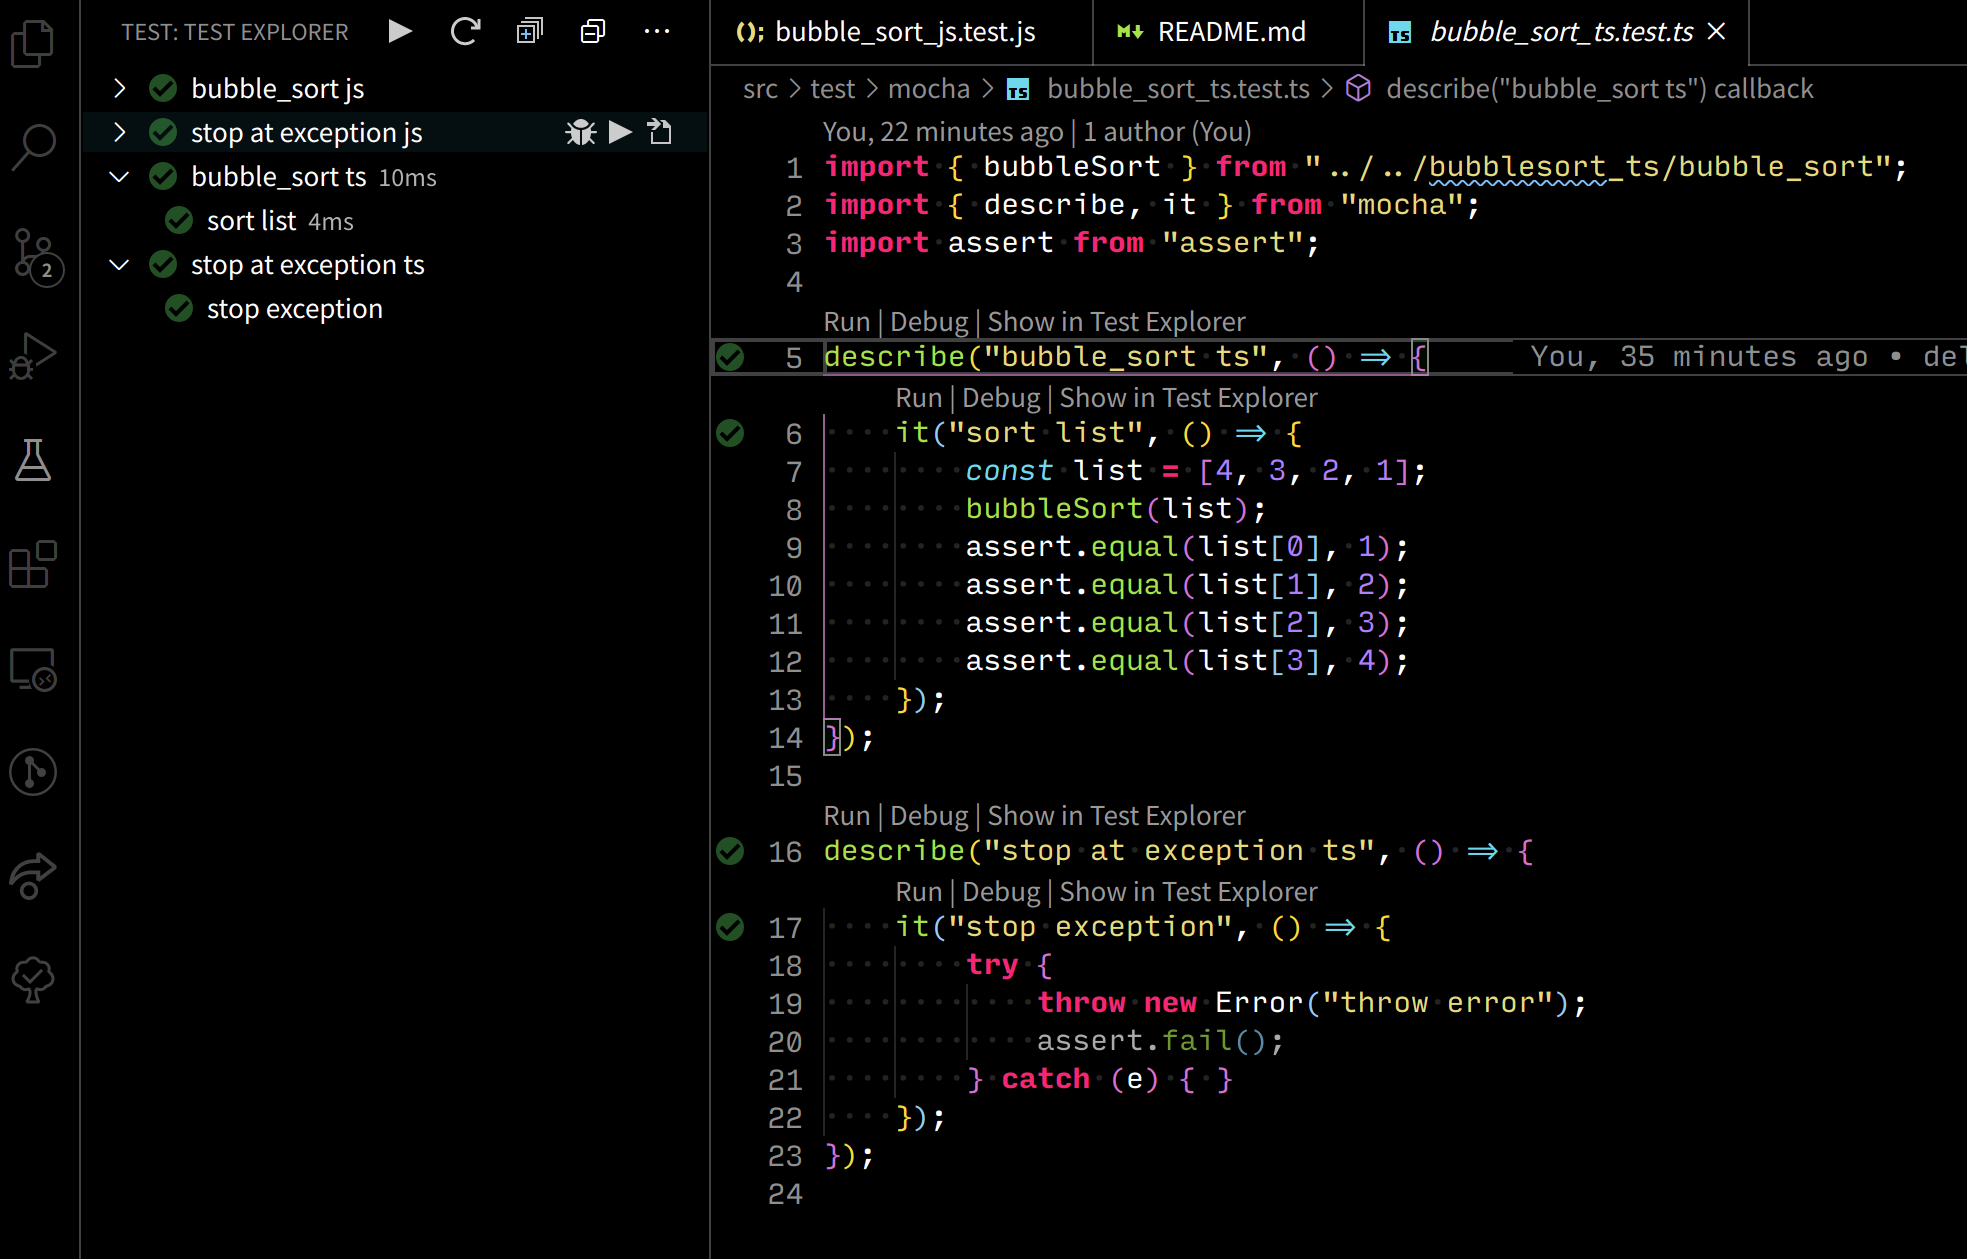 TEST: TEST EXPLORER
bubble_sort js
stop at exception js
bubble_sort ts 10ms
sort list 4ms
stop at exception ts
stop exception
2
bubble_sort_js.test.js
README.md
TS bubble_sort_ts.test.ts
src > test > mocha > TS bubble_sort_ts.test.ts > describe("bubble_sort ts") callback
You, 22 minutes ago | 1 author (You)
1 import { bubbleSort } from "../../bubblesort_ts/bubble_sort";
2 import { describe, it } from "mocha";
3 import assert from "assert";
4
Run | Debug | Show in Test Explorer
5 describe("bubble_sort ts", () => { You, 35 minutes ago • del
Run | Debug | Show in Test Explorer
6 it("sort list", () => {
7 const list = [4, 3, 2, 1];
8 bubbleSort(list);
9 assert.equal(list[0], 1);
10 assert.equal(list[1], 2);
11 assert.equal(list[2], 3);
12 assert.equal(list[3], 4);
13 });
14 });
15
Run | Debug | Show in Test Explorer
16 describe("stop at exception ts", () => {
Run | Debug | Show in Test Explorer
17 it("stop exception", () => {
18 try {
19 throw new Error("throw error");
20 assert.fail();
21 } catch (e) { }
22 });
23 });
24